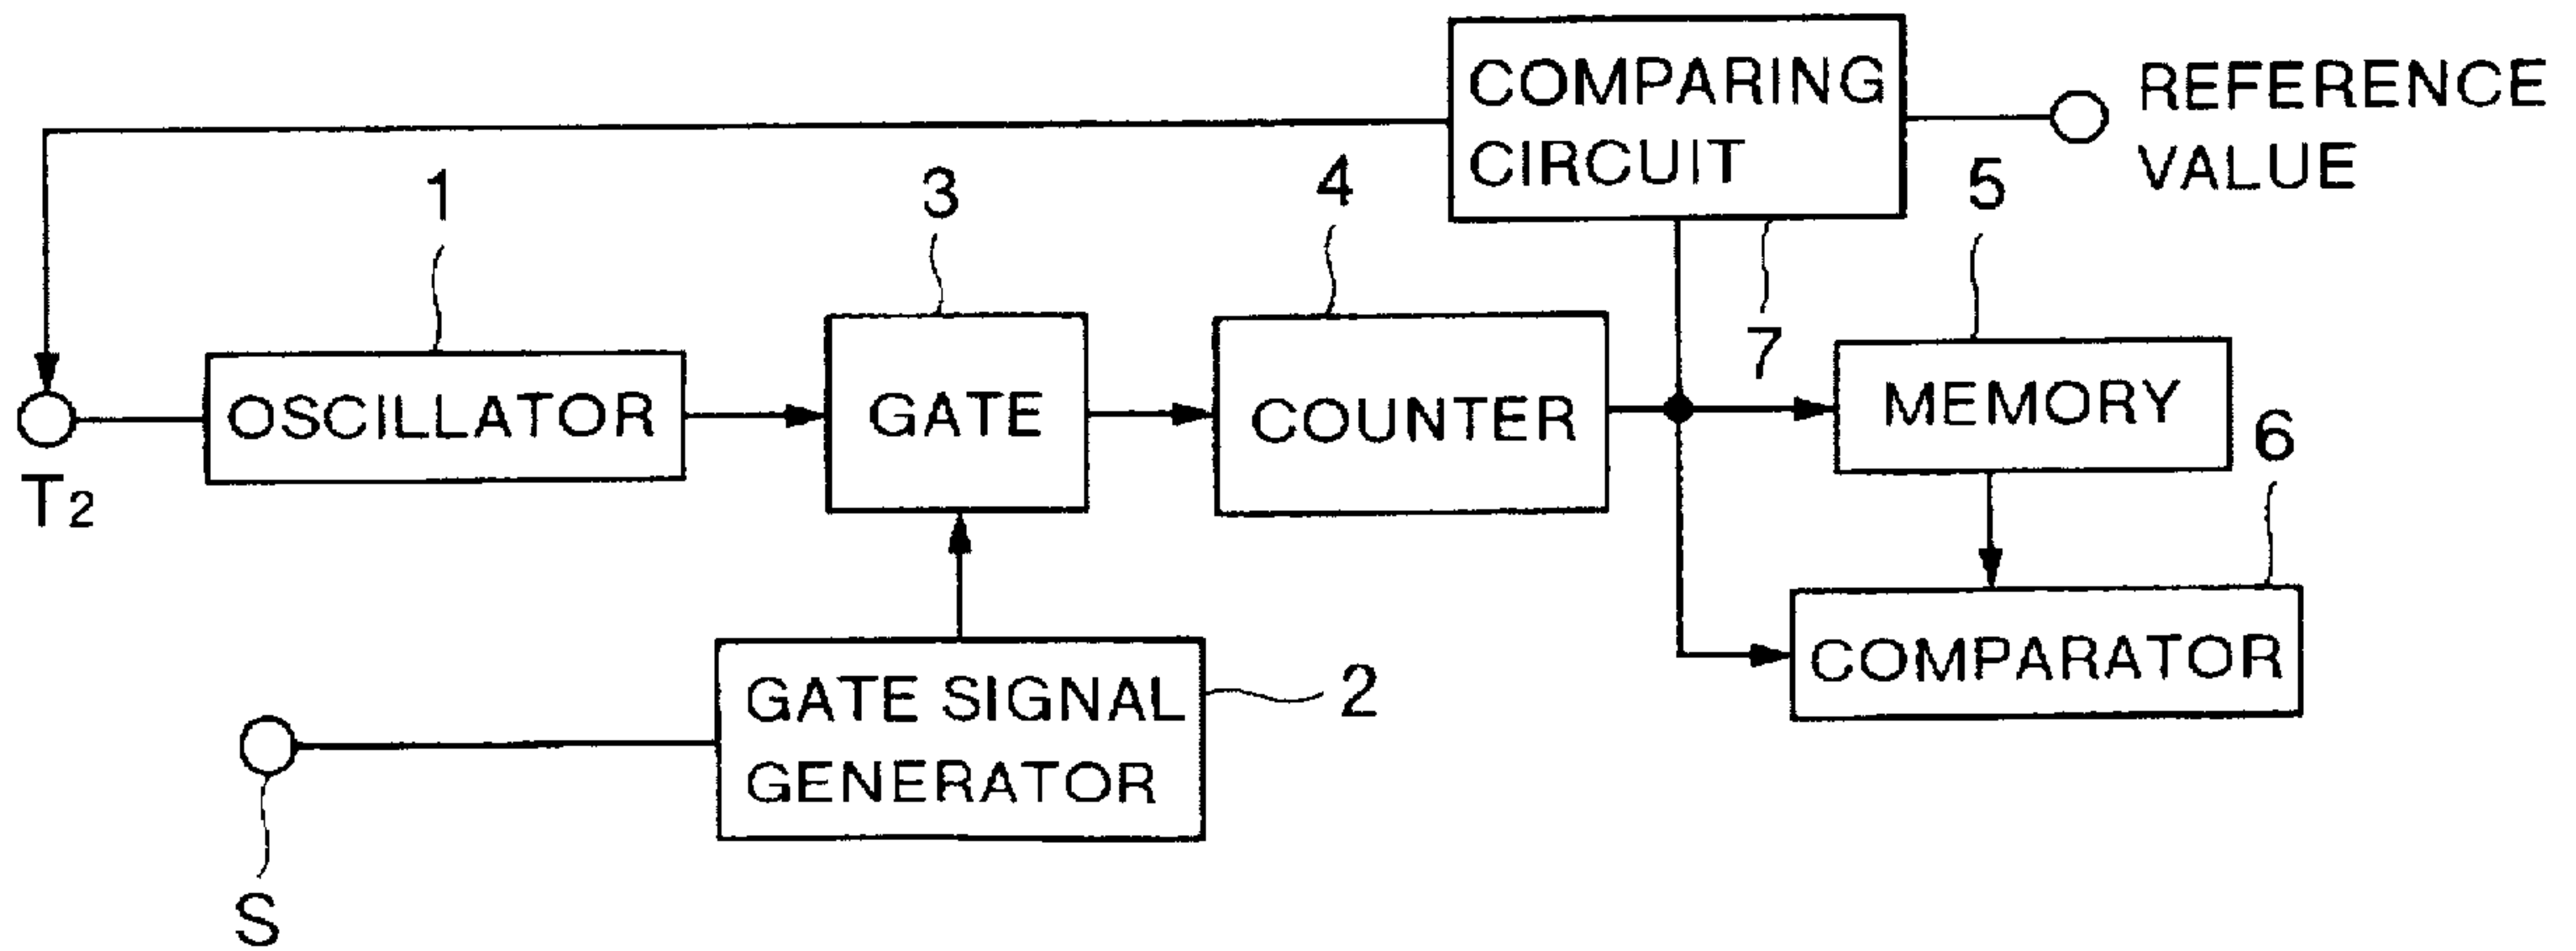 COMPARING
CIRCUIT
REFERENCE
VALUE
1
3
4
5
7
OSCILLATOR
GATE
COUNTER
MEMORY
6
T2
COMPARATOR
GATE SIGNAL
GENERATOR
2
S